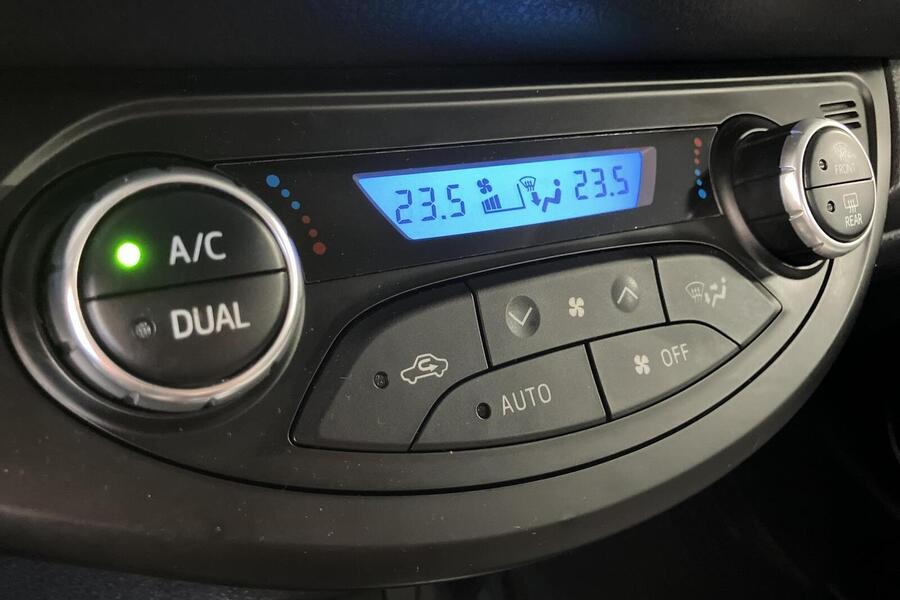 A/C
DUAL
23.5
23.5
FRONT
REAR
AUTO
OFF